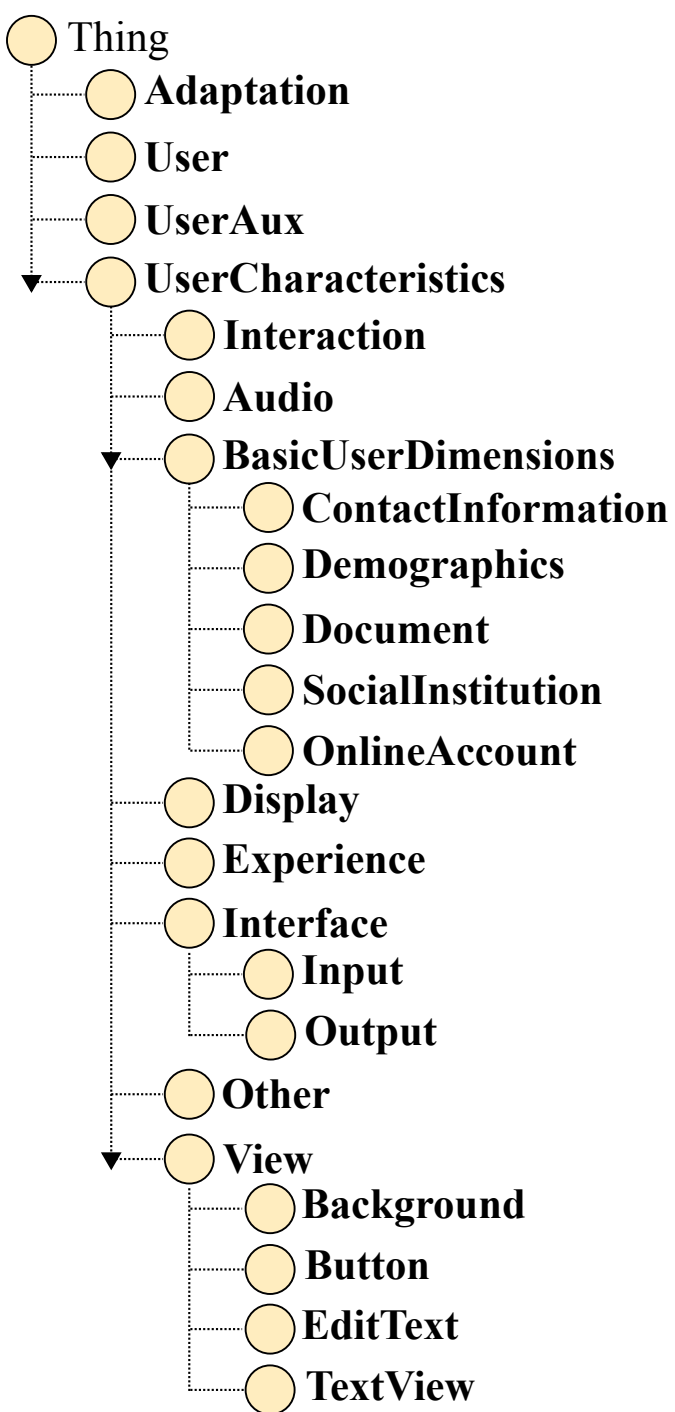 Thing
Adaptation
User
UserAux
UserCharacteristics
Interaction
Audio
BasicUserDimensions
ContactInformation
Demographics
Document
SocialInstitution
OnlineAccount
Display
Experience
Interface
Input
Output
Other
View
Background
Button
EditText
TextView